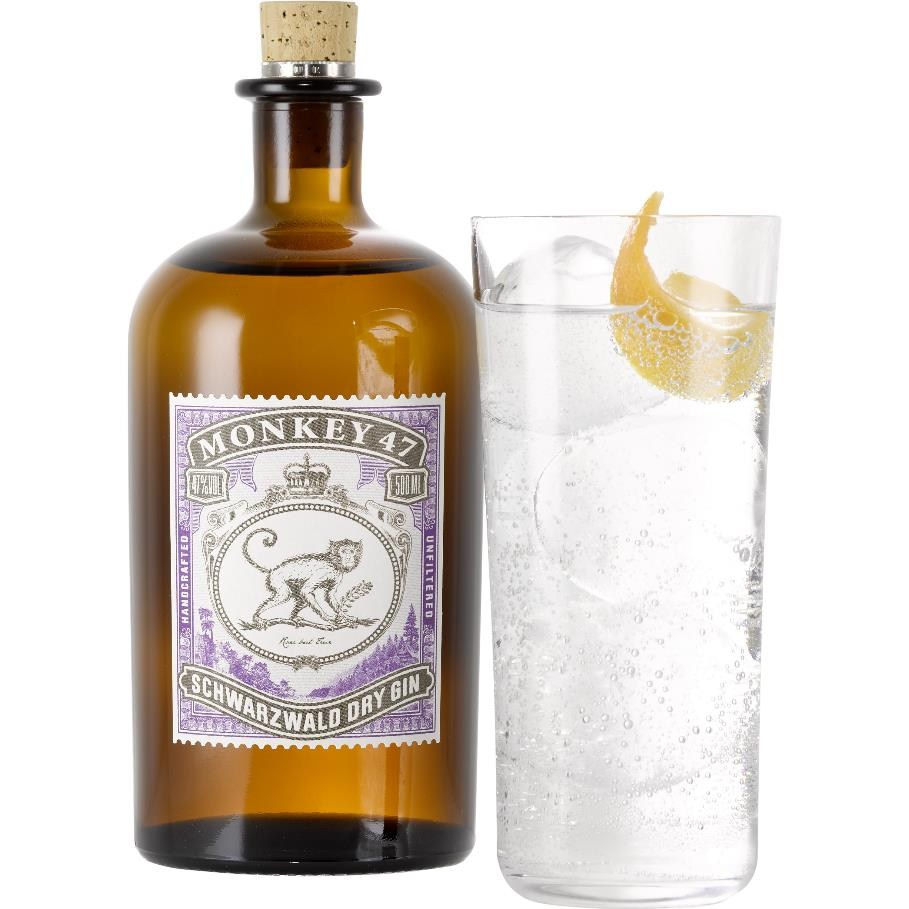 MONKEY 47
47%VOL
500 ML
HANDCRAFTED
UNFILTERED
SCHWARZWALD DRY GIN